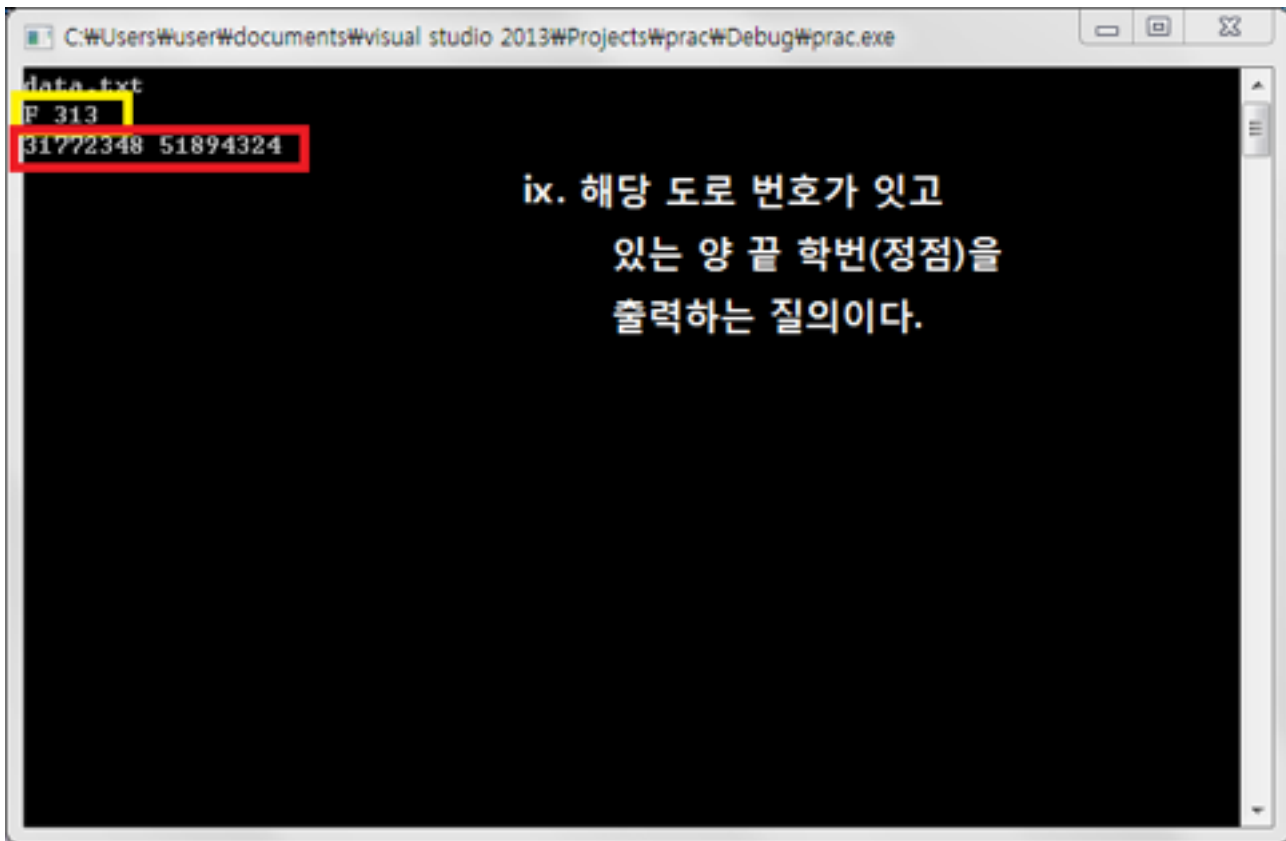 C:₩Users₩user₩documents₩visual studio 2013₩Projects₩prac₩Debug₩prac.exe
data.txt
F 313
31772348 51894324
ix. 해당 도로 번호가 잇고
있는 양 끝 학번(정점)을
출력하는 질의이다.